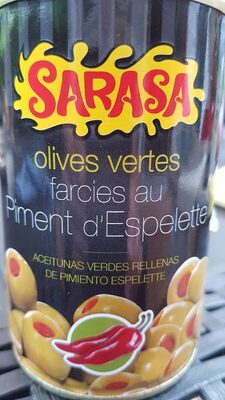 SARASA
olives vertes
farcies au
Piment d'Espelette
ACEITUNAS VERDES RELLENAS
DE PIMIENTO ESPELETTE